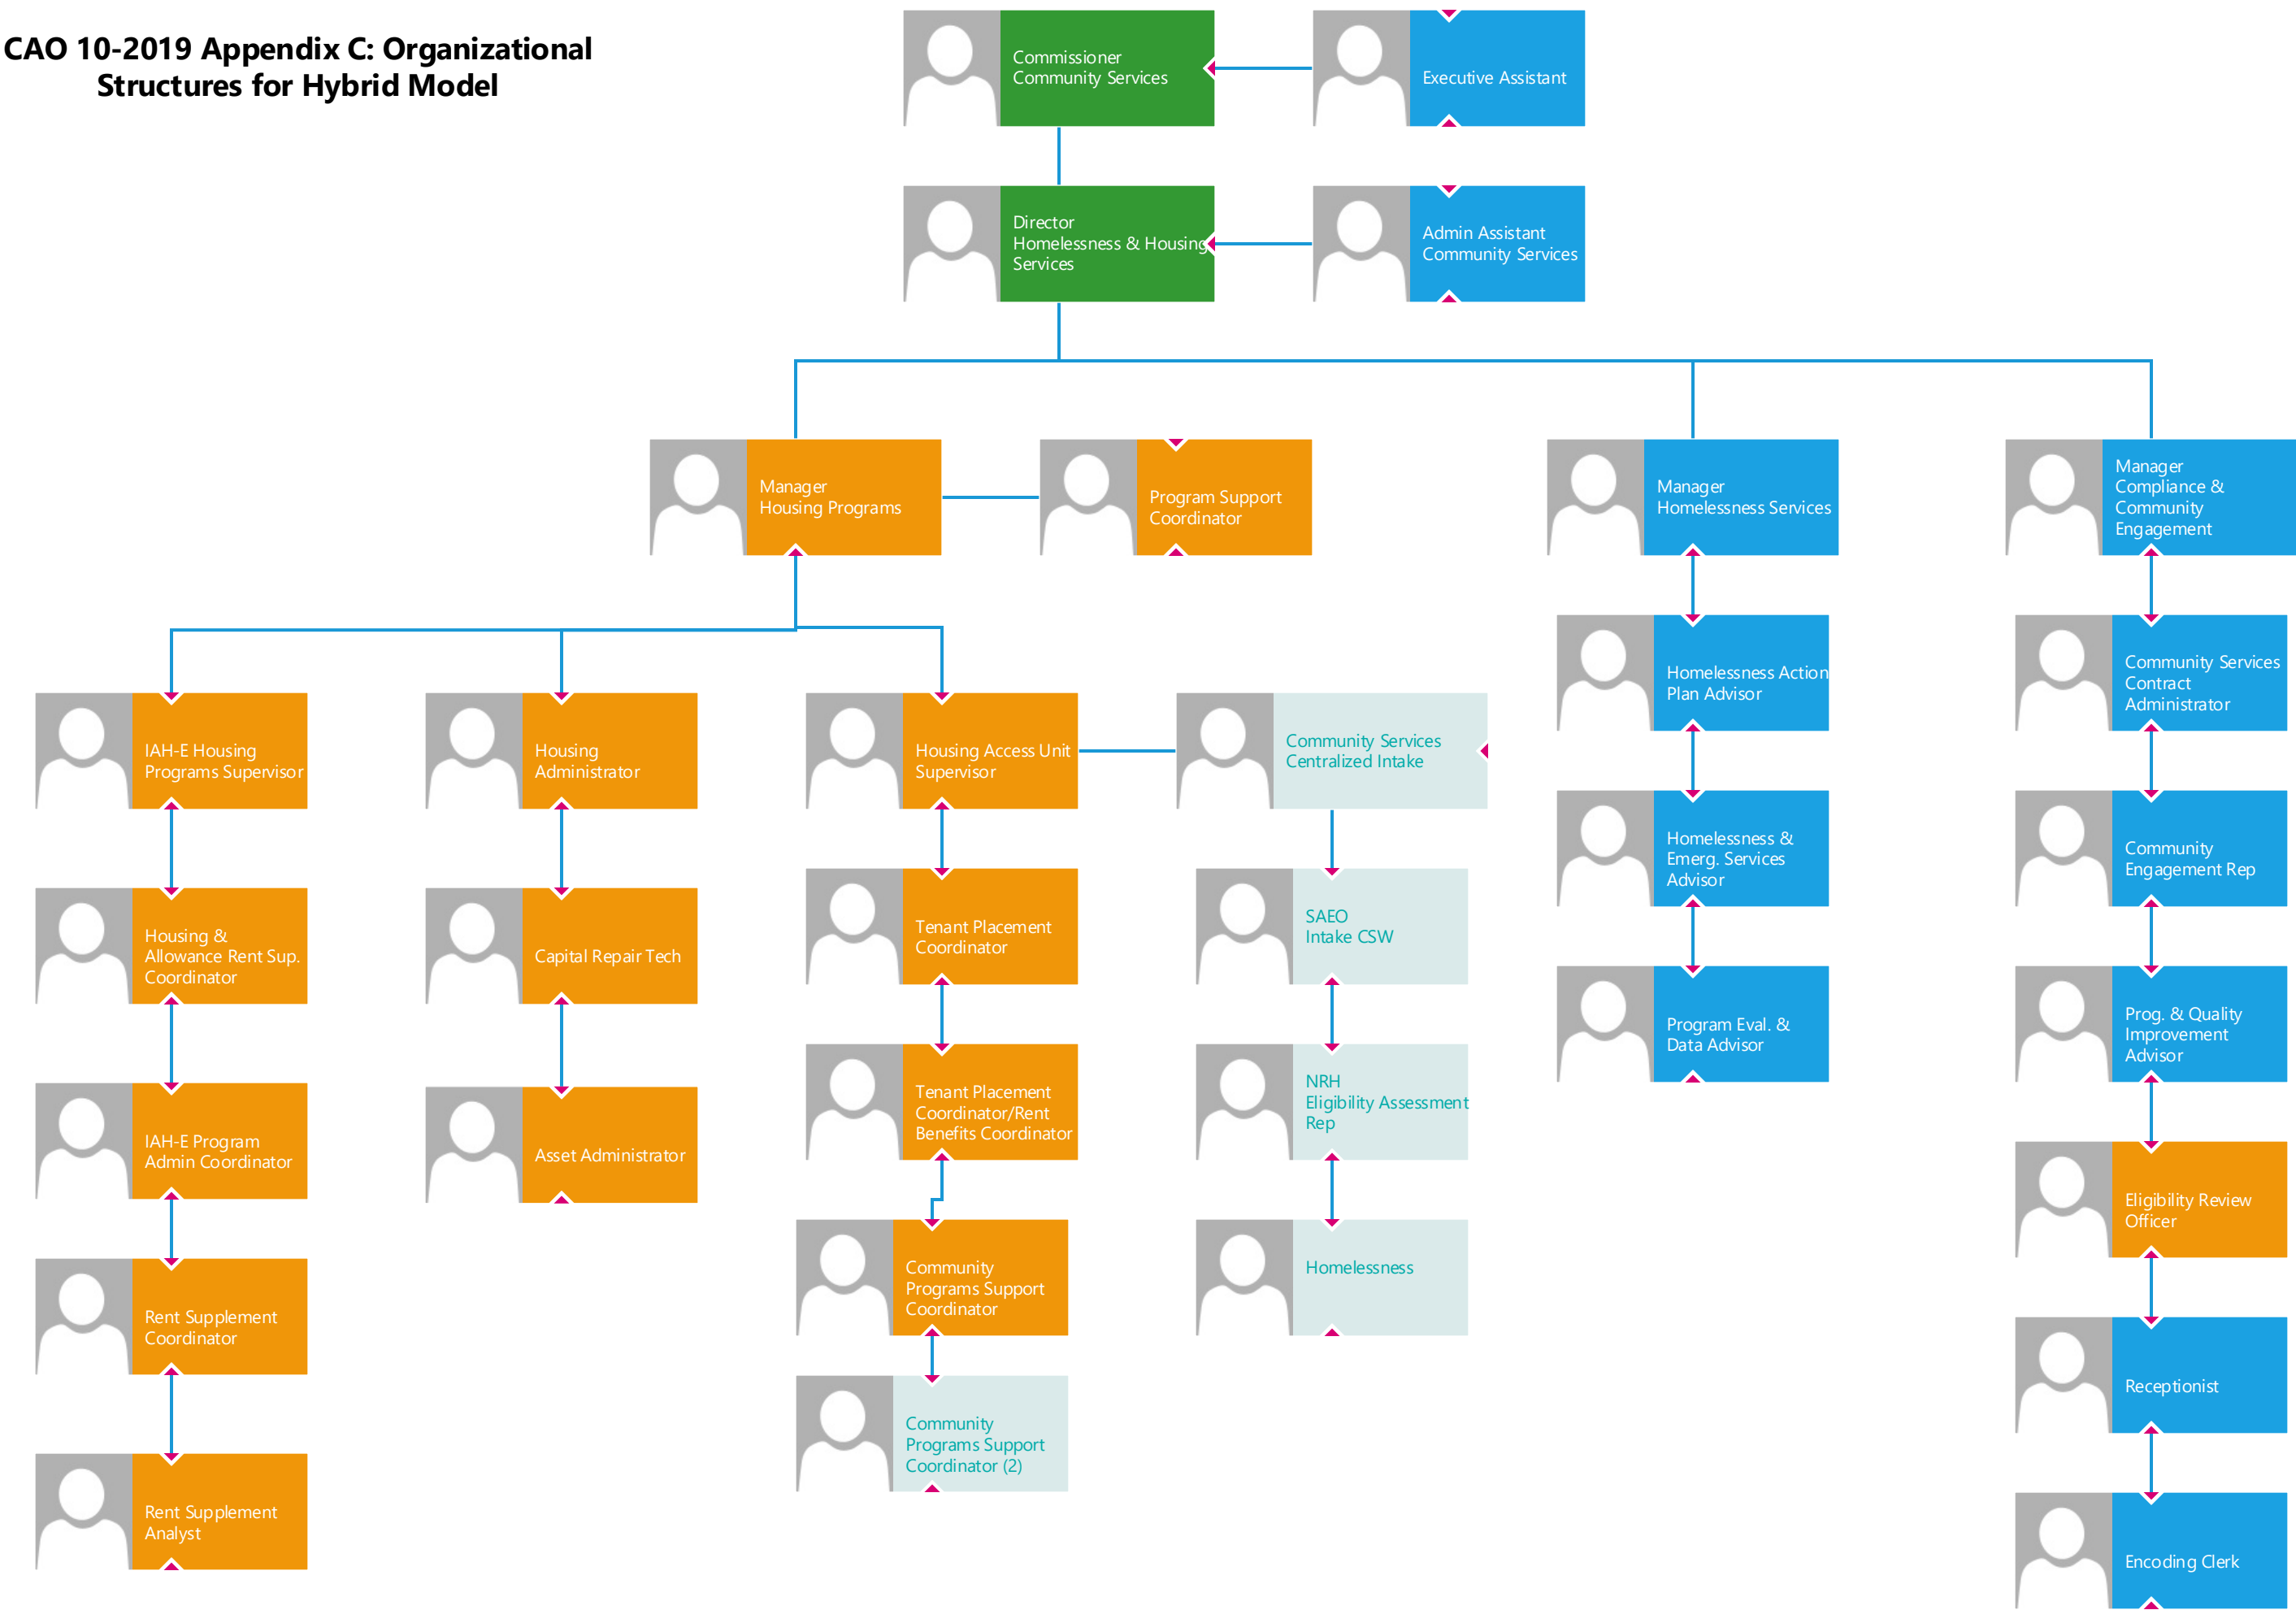 CAO 10-2019 Appendix C: Organizational
Structures for Hybrid Model
Commissioner
Community Services
Executive Assistant
Director
Homelessness & Housing
Services
Admin Assistant
Community Services
Manager
Housing Programs
Program Support
Coordinator
Manager
Homelessness Services
Manager
Compliance &
Community
Engagement
IAH-E Housing
Programs Supervisor
Housing
Administrator
Housing Access Unit
Supervisor
Community Services
Centralized Intake
Homelessness Action
Plan Advisor
Community Services
Contract
Administrator
Housing &
Allowance Rent Sup.
Coordinator
Capital Repair Tech
Tenant Placement
Coordinator
SAEO
Intake CSW
Homelessness &
Emerg. Services
Advisor
Community
Engagement Rep
IAH-E Program
Admin Coordinator
Asset Administrator
Tenant Placement
Coordinator/Rent
Benefits Coordinator
NRH
Eligibility Assessment
Rep
Program Eval. &
Data Advisor
Prog. & Quality
Improvement
Advisor
Rent Supplement
Coordinator
Community
Programs Support
Coordinator
Homelessness
Eligibility Review
Officer
Rent Supplement
Analyst
Community
Programs Support
Coordinator (2)
Receptionist
Encoding Clerk